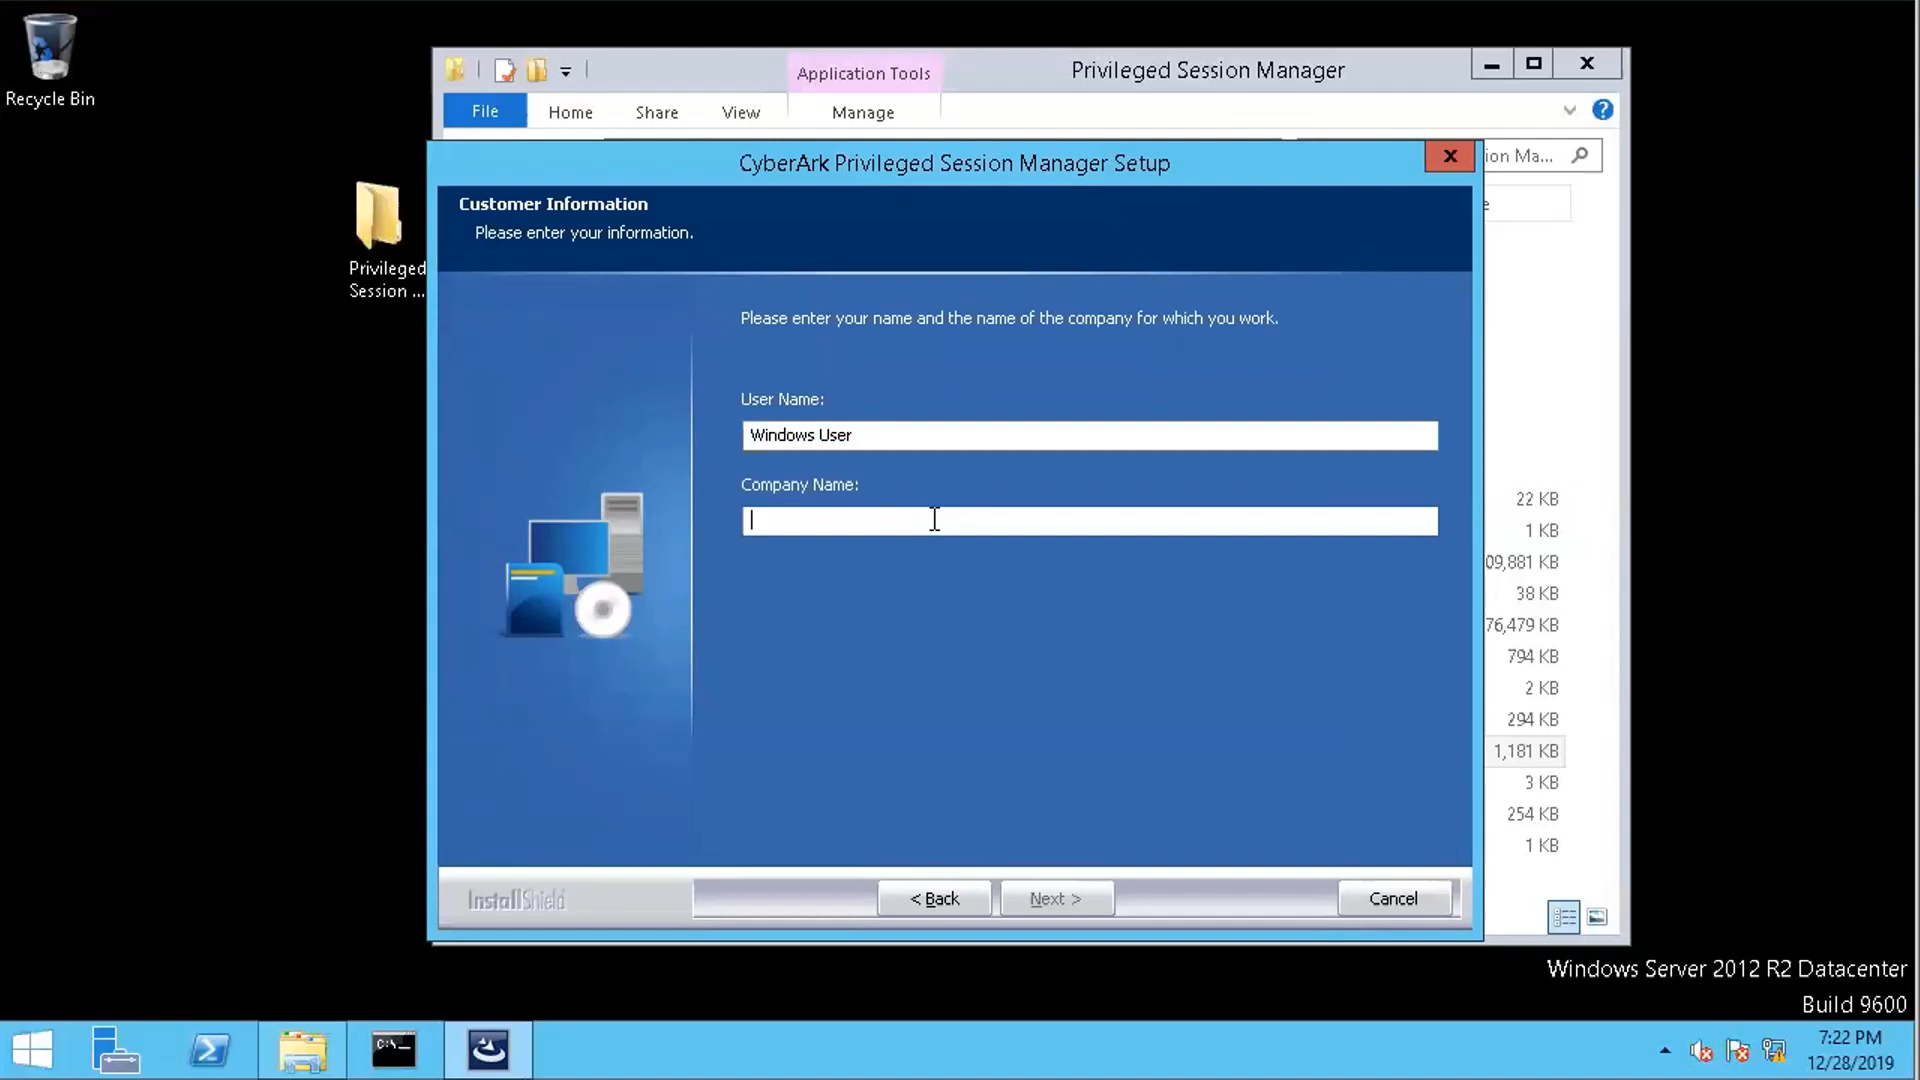 Recycle Bin
Application Tools
Privileged Session Manager
File
Home
Share
View
Manage
ion Ma...
CyberArk Privileged Session Manager Setup
Customer Information
Please enter your information.
e
Privileged
Session ...
Please enter your name and the name of the company for which you work.
User Name:
Windows User
Company Name:
22 KB
1 KB
09,881 KB
38 KB
76,479 KB
794 KB
2 KB
294 KB
1,181 KB
3 KB
254 KB
1 KB
InstallShield
< Back
Next >
Cancel
Windows Server 2012 R2 Datacenter
Build 9600
C:\_
7:22 PM
12/28/2019